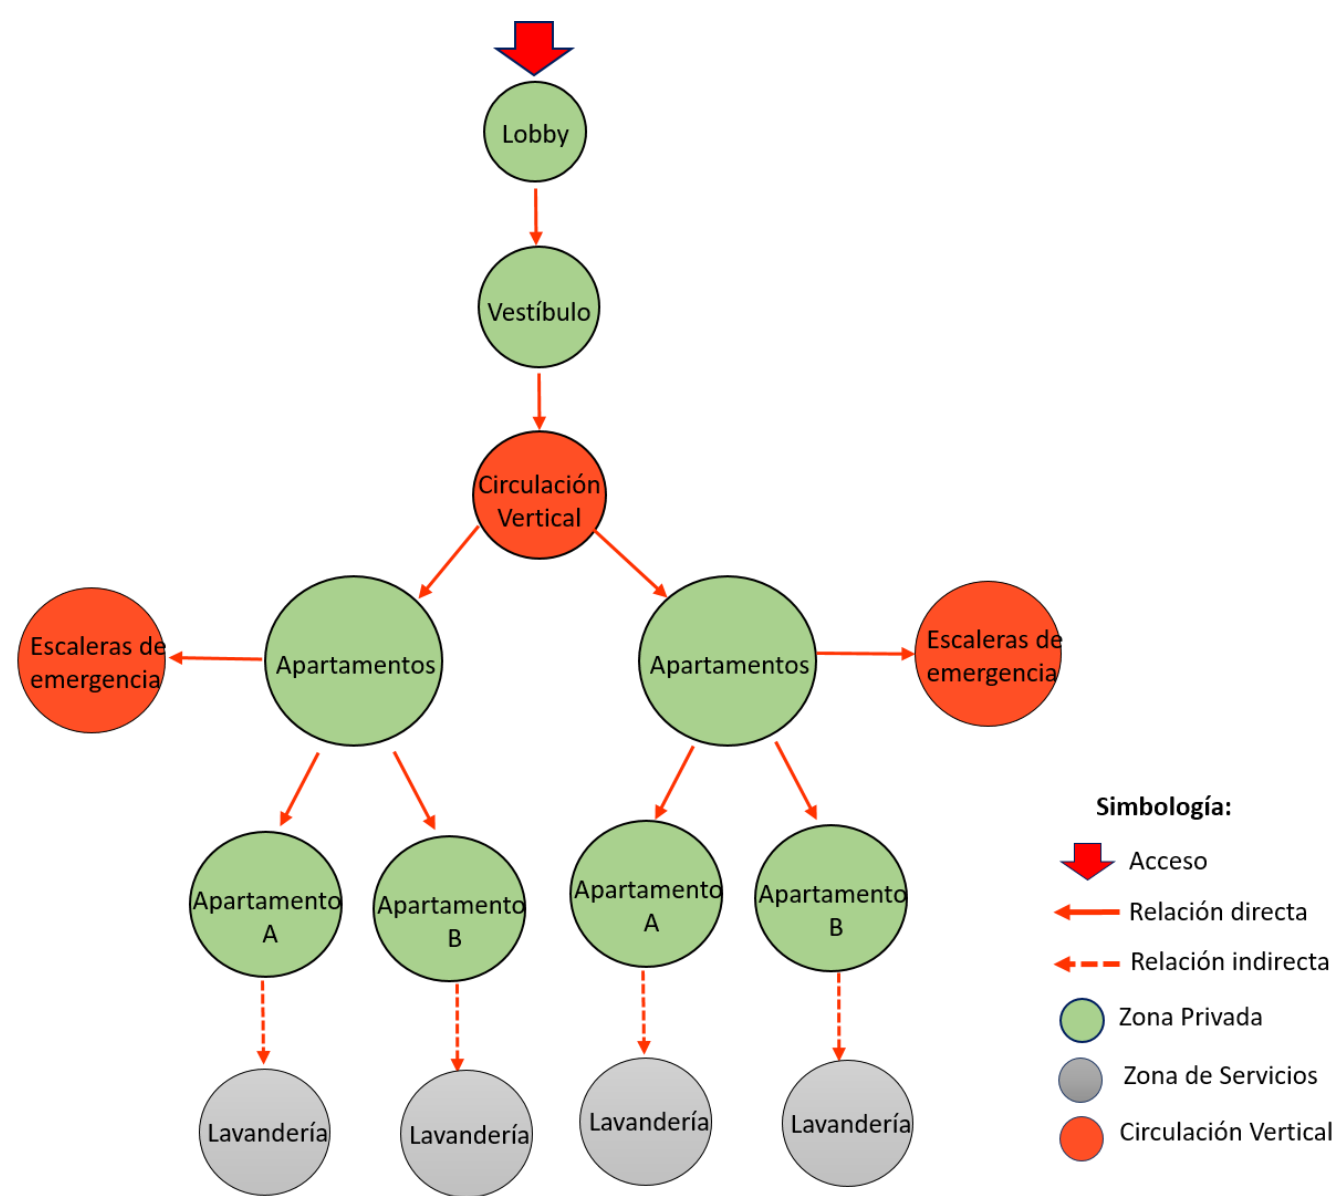 Lobby
Vestíbulo
Circulación
Vertical
Escaleras de
emergencia
Apartamentos
Apartamentos
Escaleras de
emergencia
Apartamento
A
Apartamento
B
Apartamento
A
Apartamento
B
Lavandería
Lavandería
Lavandería
Lavandería
Simbología:
Acceso
Relación directa
Relación indirecta
Zona Privada
Zona de Servicios
Circulación Vertical